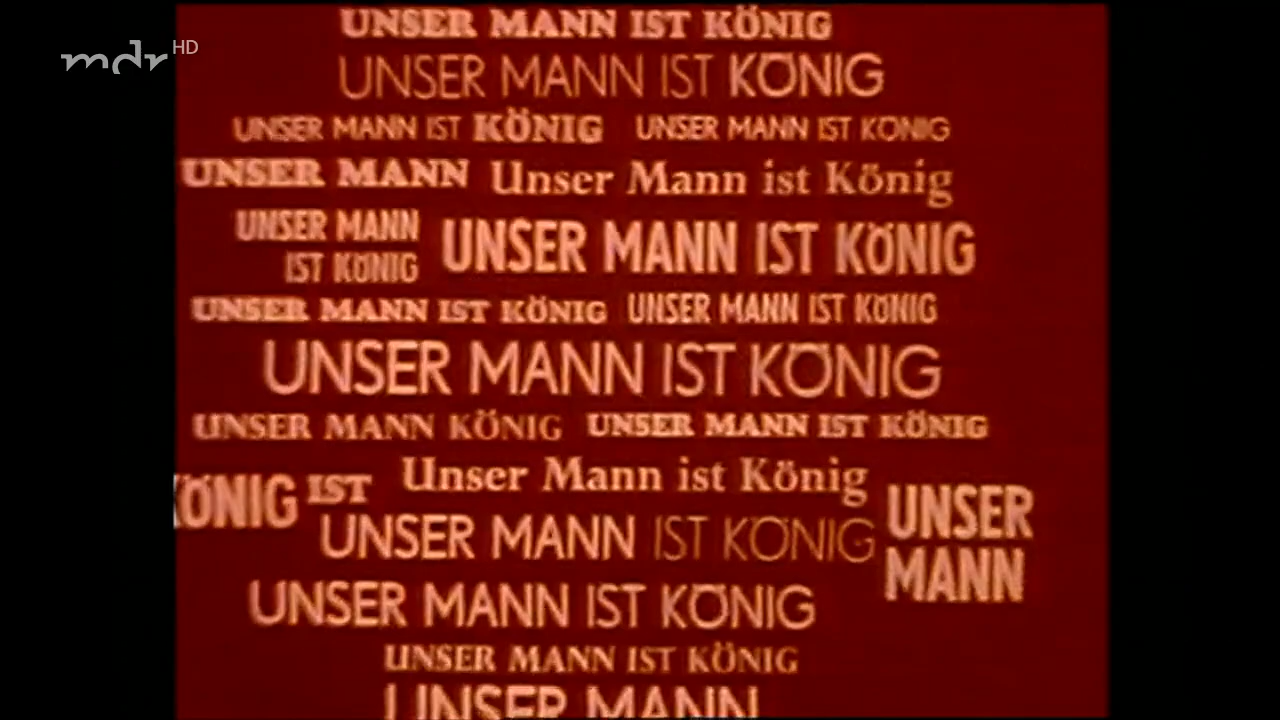 mdr HD
UNSER MANN IST KÖNIG
UNSER MANN IST KÖNIG
UNSER MANN IST KÖNIG UNSER MANN IST KÖNIG
UNSER MANN Unser Mann ist König
UNSER MANN
IST KÖNIG
UNSER MANN IST KÖNIG
UNSER MANN IST KÖNIG UNSER MANN IST KÖNIG
UNSER MANN IST KÖNIG
UNSER MANN KÖNIG UNSER MANN IST KÖNIG
KÖNIG IST Unser Mann ist König
UNSER
MANN
UNSER MANN IST KÖNIG
UNSER MANN IST KÖNIG
UNSER MANN IST KÖNIG
UNSER MANN